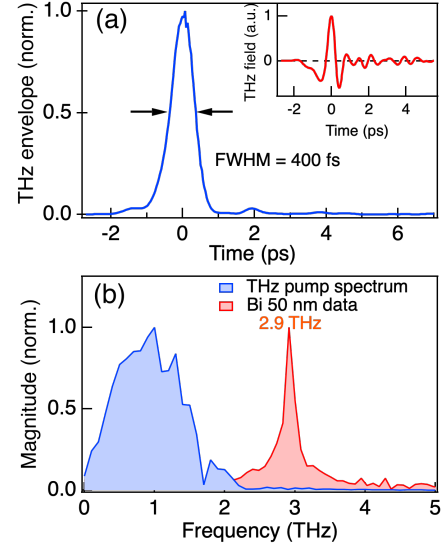 (a)
THz envelope (norm.)
1.0
0.5
0.0
FWHM = 400 fs
-2
0
2
4
6
Time (ps)
THz field (a.u.)
1
0
-2
0
2
4
Time (ps)
(b)
THz pump spectrum
Bi 50 nm data
2.9 THz
Magnitude (norm.)
1.0
0.5
0.0
0
1
2
3
4
5
Frequency (THz)